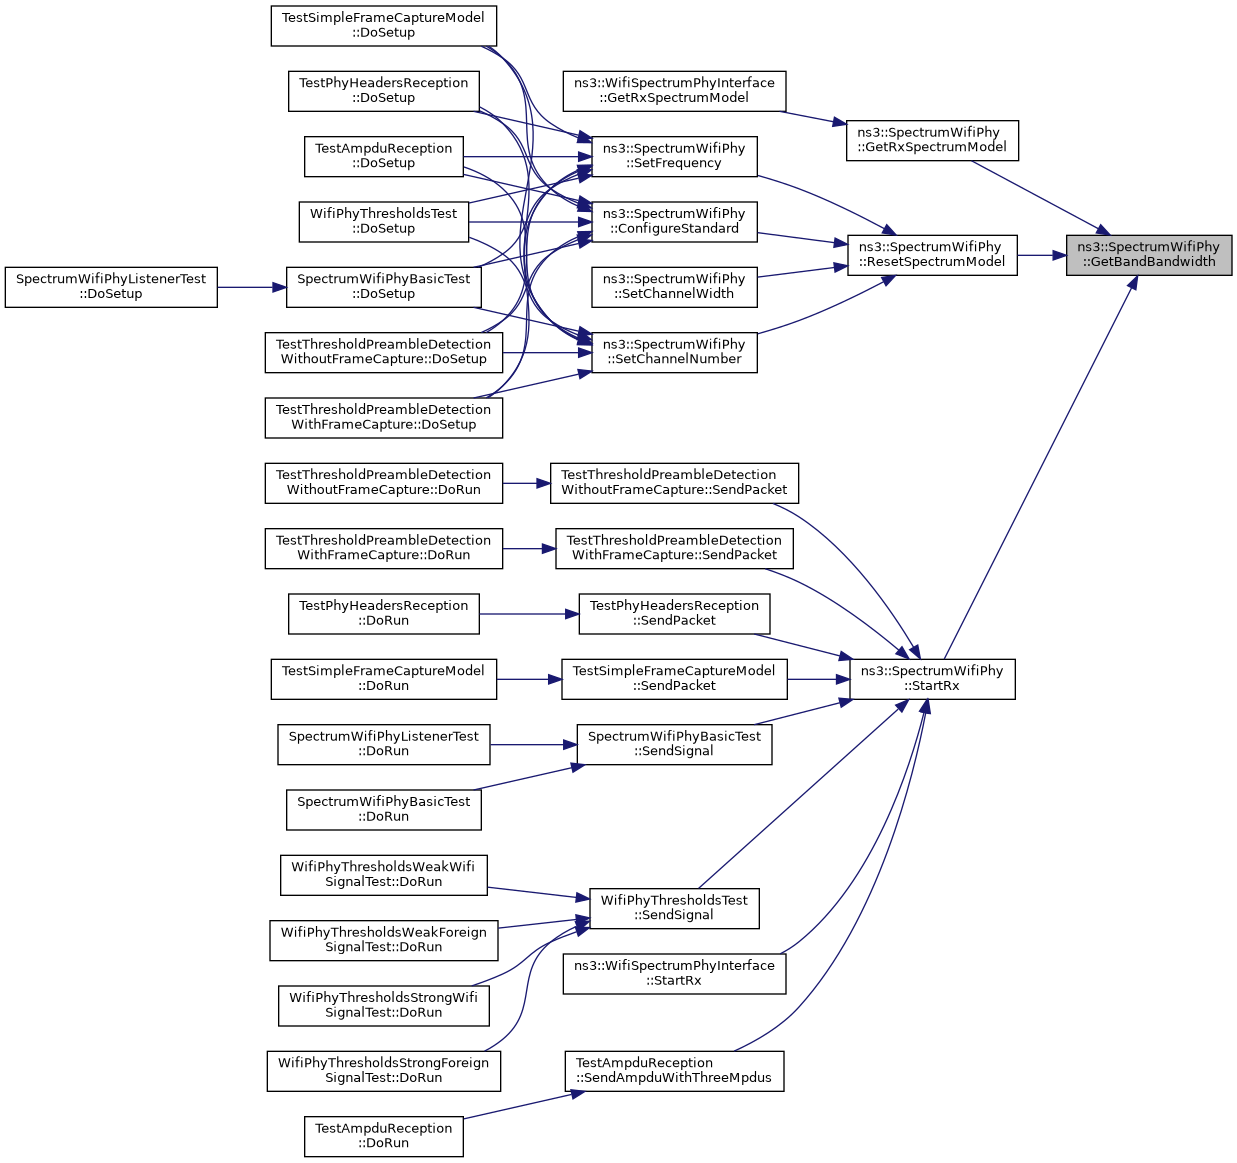 TestSimpleFrameCaptureModel
::DoSetup
TestPhyHeadersReception
::DoSetup
TestAmpduReception
::DoSetup
WifiPhyThresholdsTest
::DoSetup
SpectrumWifiPhyListenerTest
::DoSetup
SpectrumWifiPhyBasicTest
::DoSetup
TestThresholdPreambleDetection
WithoutFrameCapture::DoSetup
TestThresholdPreambleDetection
WithFrameCapture::DoSetup
ns3::WifiSpectrumPhyInterface
::GetRxSpectrumModel
ns3::SpectrumWifiPhy
::SetFrequency
ns3::SpectrumWifiPhy
::ConfigureStandard
ns3::SpectrumWifiPhy
::SetChannelWidth
ns3::SpectrumWifiPhy
::SetChannelNumber
ns3::SpectrumWifiPhy
::GetRxSpectrumModel
ns3::SpectrumWifiPhy
::ResetSpectrumModel
ns3::SpectrumWifiPhy
::GetBandBandwidth
TestThresholdPreambleDetection
WithoutFrameCapture::DoRun
TestThresholdPreambleDetection
WithoutFrameCapture::SendPacket
TestThresholdPreambleDetection
WithFrameCapture::DoRun
TestThresholdPreambleDetection
WithFrameCapture::SendPacket
TestPhyHeadersReception
::DoRun
TestPhyHeadersReception
::SendPacket
TestSimpleFrameCaptureModel
::DoRun
TestSimpleFrameCaptureModel
::SendPacket
ns3::SpectrumWifiPhy
::StartRx
SpectrumWifiPhyListenerTest
::DoRun
SpectrumWifiPhyBasicTest
::SendSignal
SpectrumWifiPhyBasicTest
::DoRun
WifiPhyThresholdsWeakWifi
SignalTest::DoRun
WifiPhyThresholdsTest
::SendSignal
WifiPhyThresholdsWeakForeign
SignalTest::DoRun
ns3::WifiSpectrumPhyInterface
::StartRx
WifiPhyThresholdsStrongWifi
SignalTest::DoRun
WifiPhyThresholdsStrongForeign
SignalTest::DoRun
TestAmpduReception
::SendAmpduWithThreeMpdus
TestAmpduReception
::DoRun